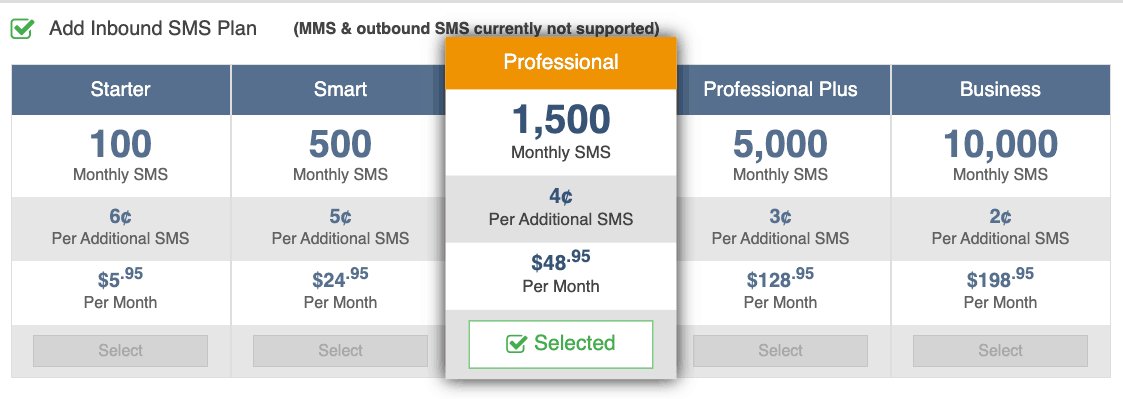 Add Inbound SMS Plan (MMS & outbound SMS currently not supported)
Starter
100
Monthly SMS
6¢
Per Additional SMS
$5.95
Per Month
Select
Smart
500
Monthly SMS
5¢
Per Additional SMS
$24.95
Per Month
Select
Professional
1,500
Monthly SMS
4¢
Per Additional SMS
$48.95
Per Month
Selected
Professional Plus
5,000
Monthly SMS
3¢
Per Additional SMS
$128.95
Per Month
Select
Business
10,000
Monthly SMS
2¢
Per Additional SMS
$198.95
Per Month
Select